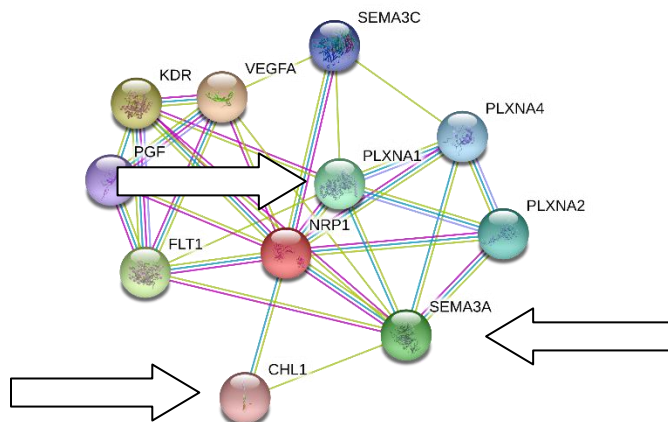 SEMA3C
KDR
VEGFA
PLXNA4
PGF
PLXNA1
PLXNA2
NRP1
FLT1
SEMA3A
CHL1